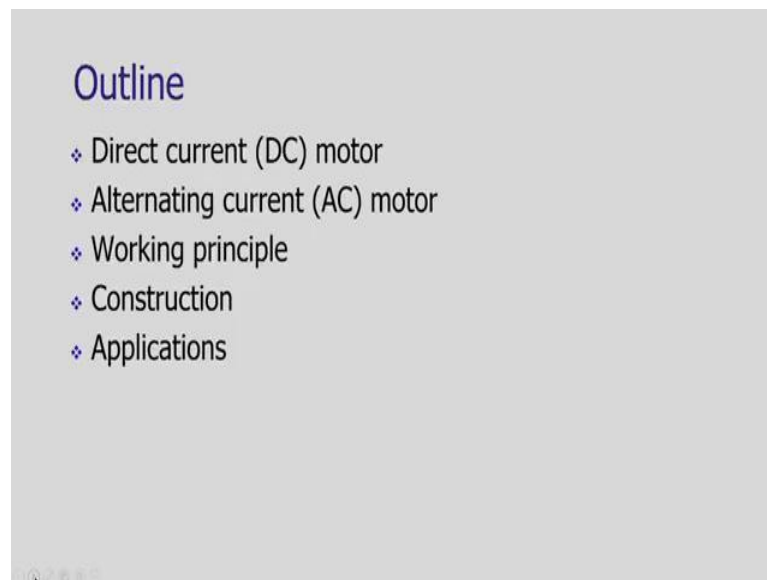 Outline
Direct current (DC) motor
Alternating current (AC) motor
Working principle
Construction
Applications